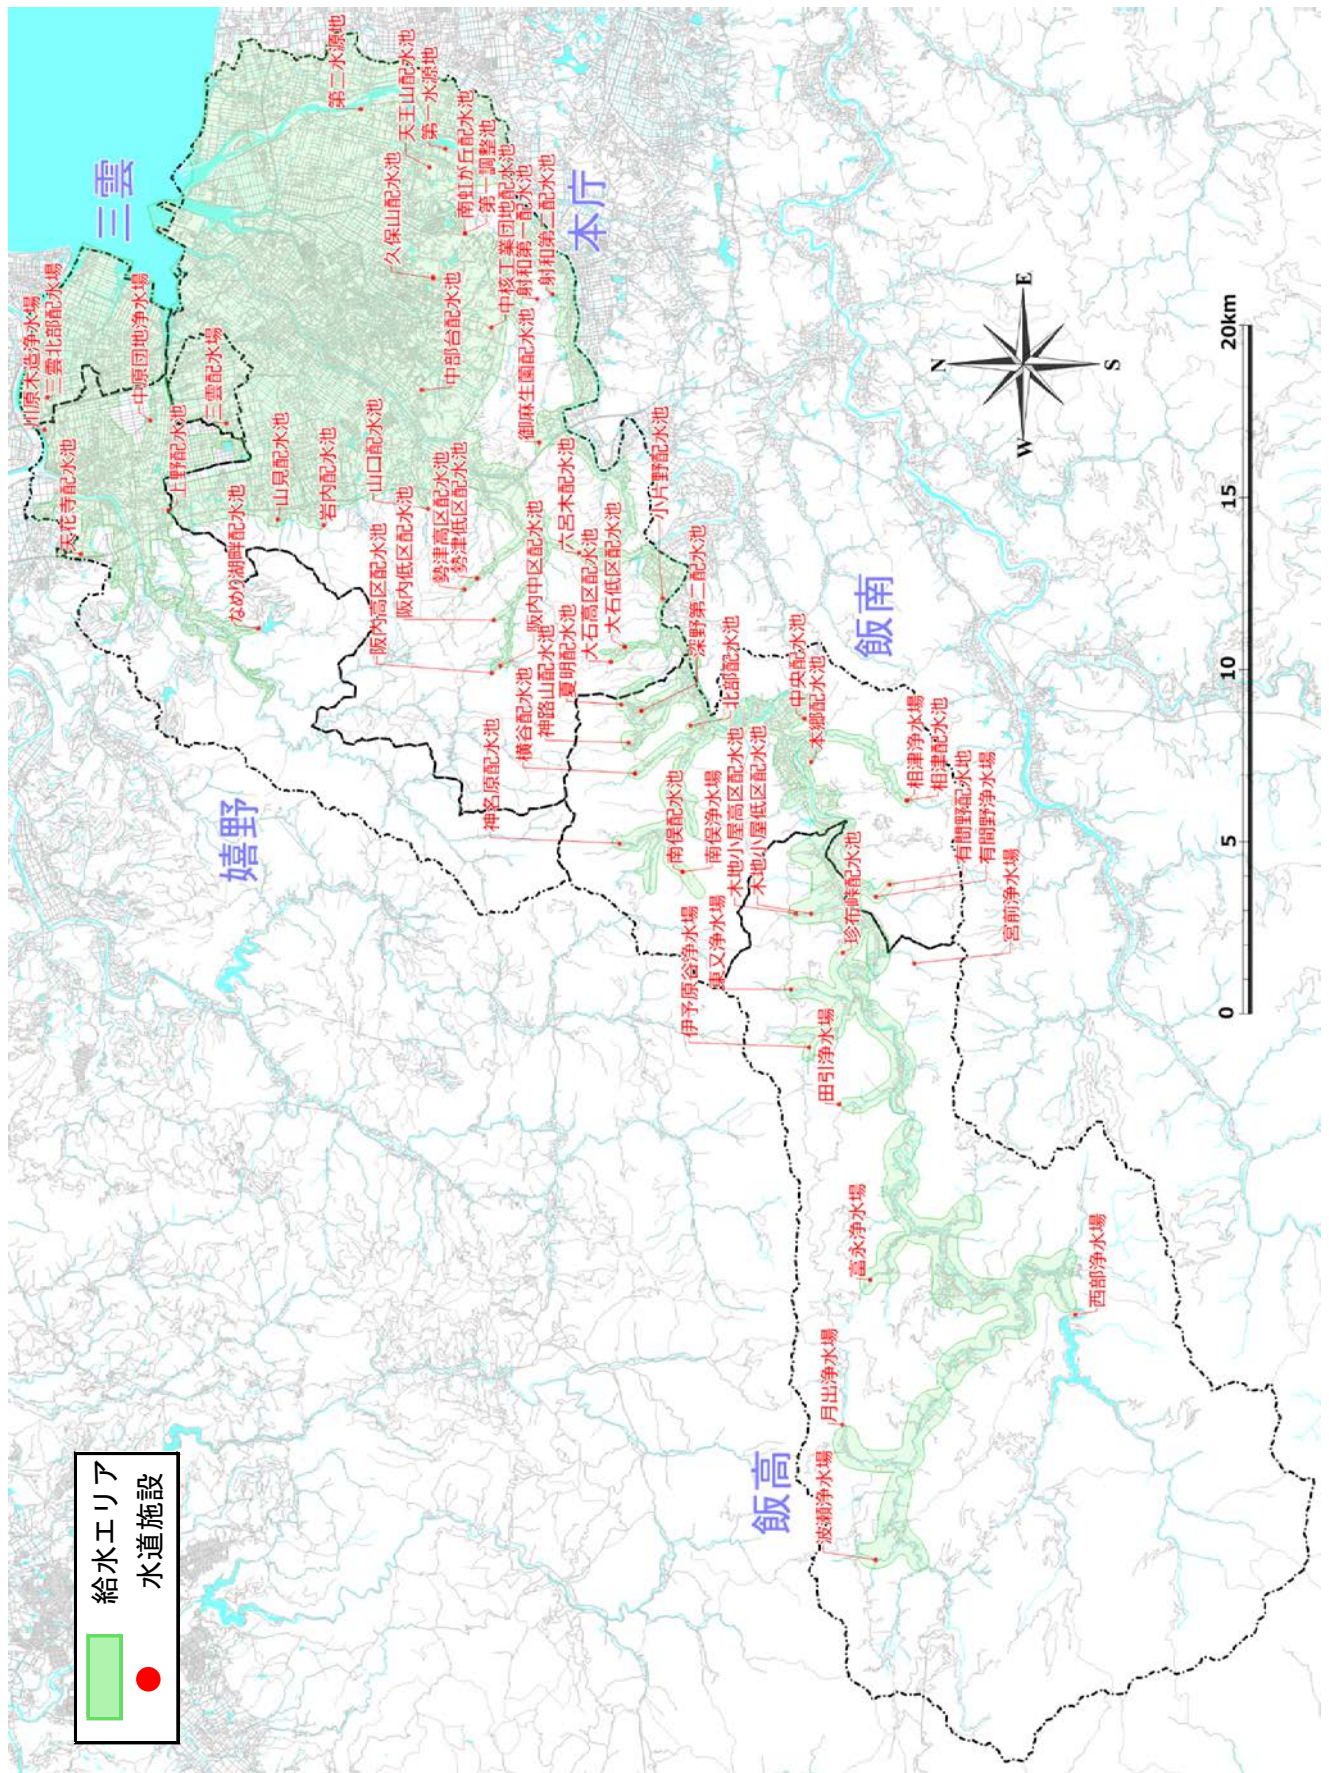 給水エリア
水道施設
三雲
本庁
嬉野
飯南
飯高
川原木造浄水場
三雲北部配水場
天花寺配水池
中原団地浄水場
上野配水池
三雲配水場
なめり湖畔配水池
山見配水池
岩内配水池
山口配水池
第二水源地
天王山配水池
第一水源地
久保山配水池
南虹が丘配水池
第一調整池
中核工業団地配水池
射和第一配水池
射和第二配水池
中部台配水池
御麻生薗配水池
阪内高区配水池
阪内低区配水池
勢津高区配水池
勢津低区配水池
阪内中区配水池
六呂木配水池
大石高区配水池
大石低区配水池
小片野配水池
神名原配水池
横谷配水池
神路山配水池
夏明配水池
深野第二配水池
北部配水池
南俣配水池
南俣浄水場
木地小屋高区配水池
木地小屋低区配水池
中央配水池
本郷配水池
相津浄水場
相津配水池
有間野配水地
有間野浄水場
珍布峠配水池
宮前浄水場
伊予原谷浄水場
東又浄水場
田引浄水場
富永浄水場
西部浄水場
月出浄水場
波瀬浄水場
N
E
S
W
0
5
10
15
20km